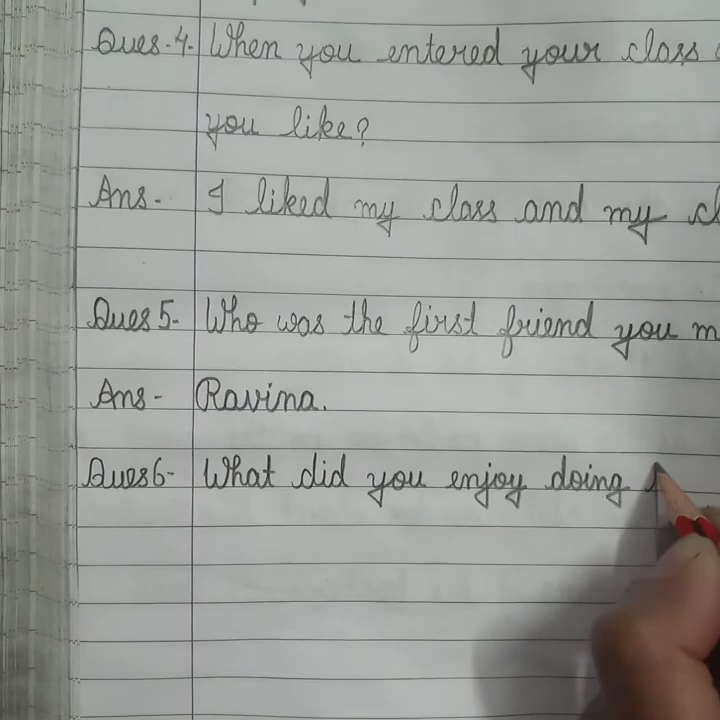 Ques.4. When you entered your class
you like?
Ans. I liked my class and my
Ques 5. Who was the first friend you
Ans- Ravina.
Ques6- What did you enjoy doing